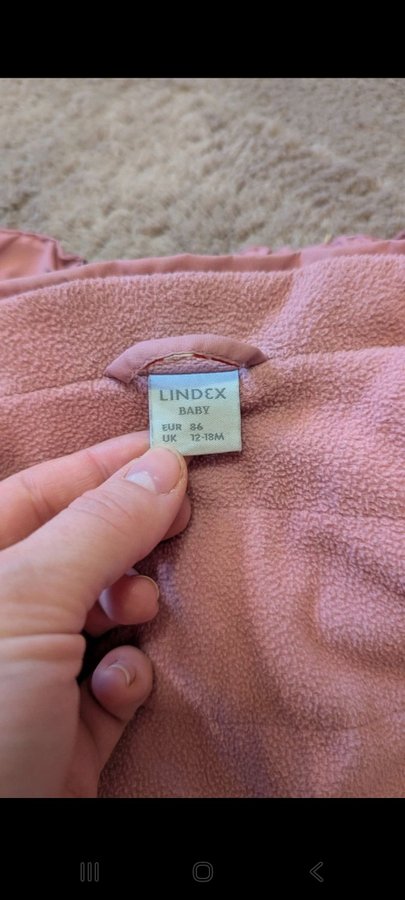 LINDEX
BABY
EUR 86
UK 12-18M